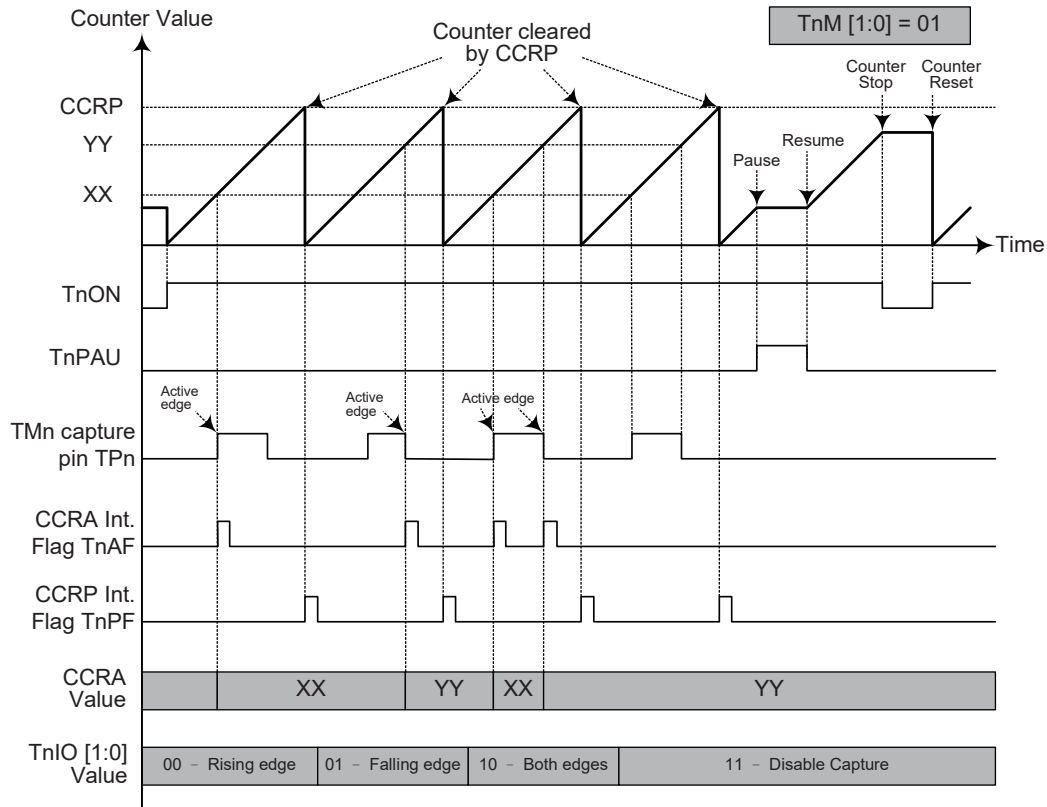 Counter Value
TnM [1:0] = 01
Counter cleared
by CCRP
Counter
Stop
Counter
Reset
CCRP
YY
XX
Pause
Resume
Time
TnON
TnPAU
Active
edge
Active
edge
Active edge
TMn capture
pin TPn
CCRA Int.
Flag TnAF
CCRP Int.
Flag TnPF
CCRA
Value
XX
YY
XX
YY
TnIO [1:0]
Value
00 – Rising edge
01 – Falling edge
10 – Both edges
11 – Disable Capture